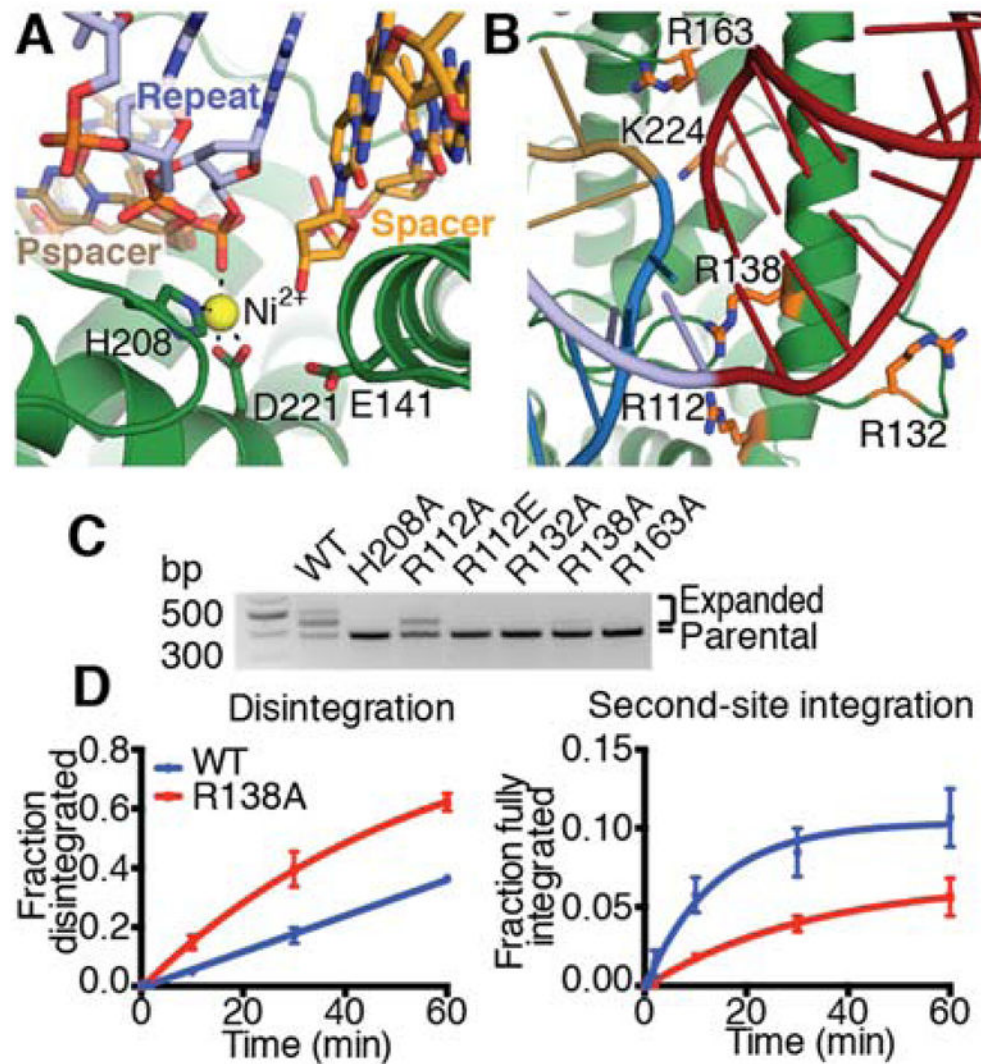 A
Repeat
Pspacer
Spacer
Ni2+
H208
D221 E141
B
R163
K224
R138
R112
R132
C
WT
H208A
R112A
R112E
R132A
R138A
R163A
bp
500
300
Expanded
Parental
D
Disintegration
WT
R138A
Fraction
disintegrated
0.8
0.6
0.4
0.2
0.0
0 20 40 60
Time (min)
Second-site integration
Fraction fully
integrated
0.15
0.10
0.05
0.00
0 20 40 60
Time (min)